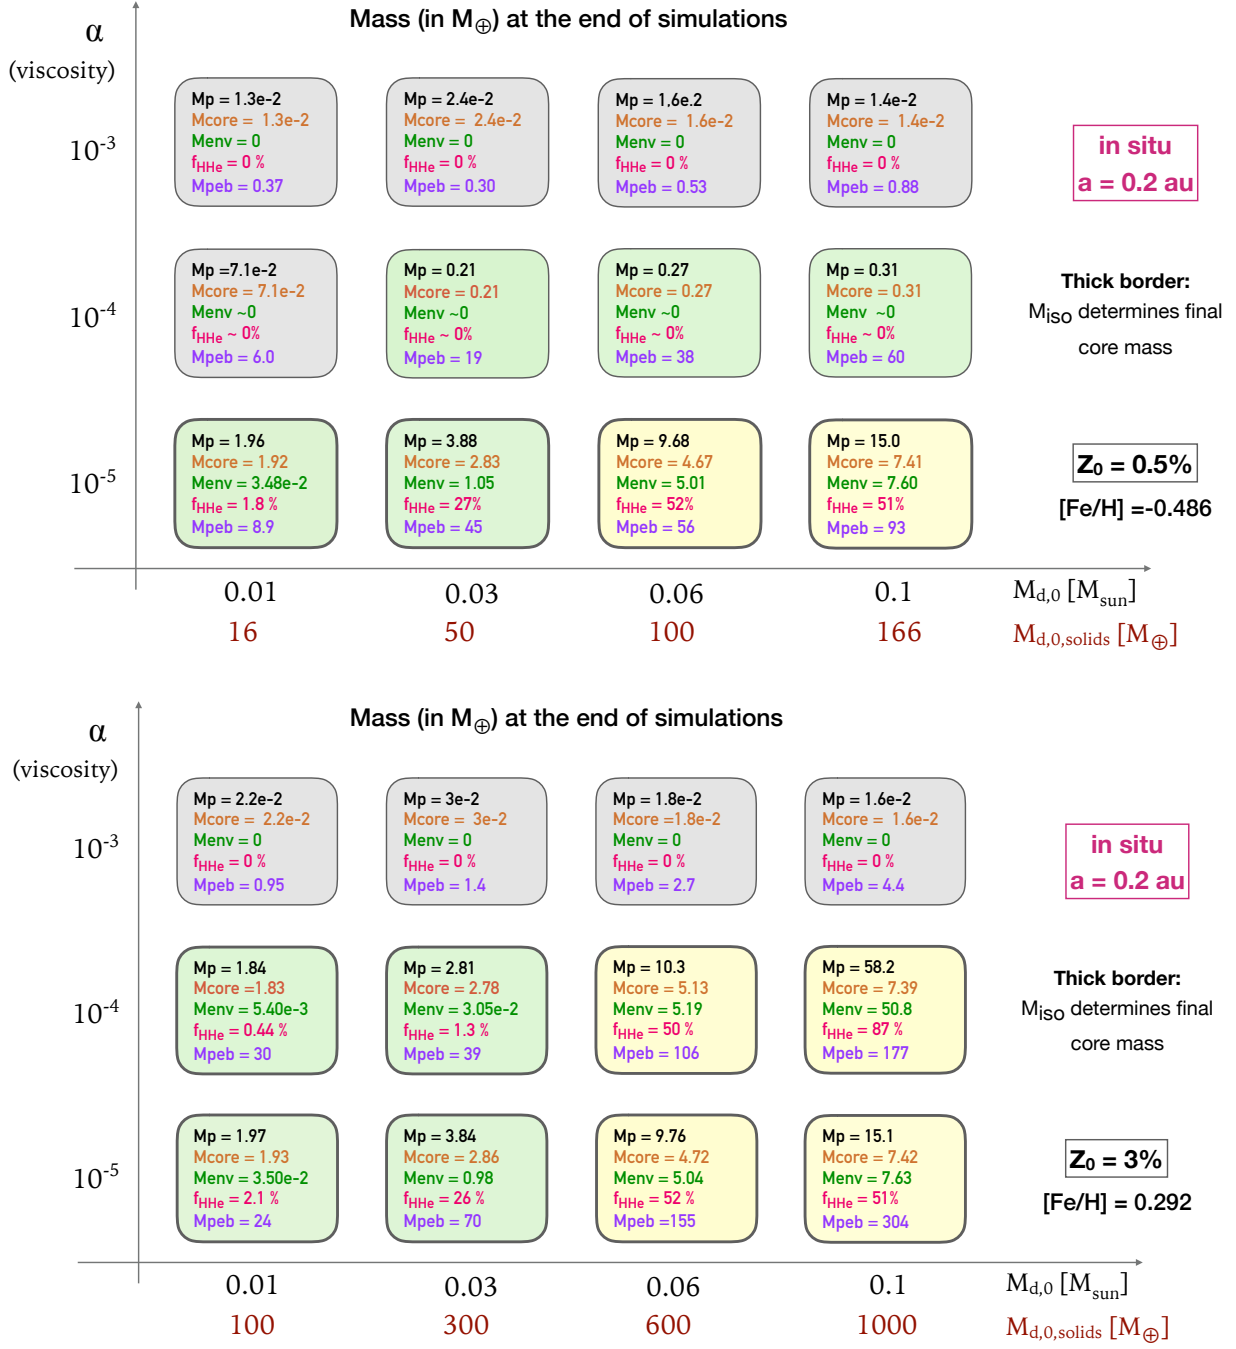 Mass (in M⊕) at the end of simulations
α
(viscosity)
10⁻³
Mp = 1.3e-2
Mcore = 1.3e-2
Menv = 0
fHHe = 0 %
Mpeb = 0.37
Mp = 2.4e-2
Mcore = 2.4e-2
Menv = 0
fHHe = 0 %
Mpeb = 0.30
Mp = 1,6e.2
Mcore = 1.6e-2
Menv = 0
fHHe = 0 %
Mpeb = 0.53
Mp = 1.4e-2
Mcore = 1.4e-2
Menv = 0
fHHe = 0 %
Mpeb = 0.88
in situ
a = 0.2 au
10⁻⁴
Mp =7.1e-2
Mcore = 7.1e-2
Menv ~0
fHHe ~ 0%
Mpeb = 6.0
Mp = 0.21
Mcore = 0.21
Menv ~0
fHHe ~ 0%
Mpeb = 19
Mp = 0.27
Mcore = 0.27
Menv ~0
fHHe ~ 0%
Mpeb = 38
Mp = 0.31
Mcore = 0.31
Menv ~0
fHHe ~ 0%
Mpeb = 60
Thick border:
Miso determines final
core mass
10⁻⁵
Mp = 1.96
Mcore = 1.92
Menv = 3.48e-2
fHHe = 1.8 %
Mpeb = 8.9
Mp = 3.88
Mcore = 2.83
Menv = 1.05
fHHe = 27%
Mpeb = 45
Mp = 9.68
Mcore = 4.67
Menv = 5.01
fHHe = 52%
Mpeb = 56
Mp = 15.0
Mcore = 7.41
Menv = 7.60
fHHe = 51%
Mpeb = 93
Z₀ = 0.5%
[Fe/H] =-0.486
0.01 0.03 0.06 0.1 Md,0 [Msun]
16 50 100 166 Md,0,solids [M⊕]
Mass (in M⊕) at the end of simulations
α
(viscosity)
10⁻³
Mp = 2.2e-2
Mcore = 2.2e-2
Menv = 0
fHHe = 0 %
Mpeb = 0.95
Mp = 3e-2
Mcore = 3e-2
Menv = 0
fHHe = 0 %
Mpeb = 1.4
Mp = 1.8e-2
Mcore =1.8e-2
Menv = 0
fHHe = 0 %
Mpeb = 2.7
Mp = 1.6e-2
Mcore = 1.6e-2
Menv = 0
fHHe = 0 %
Mpeb = 4.4
in situ
a = 0.2 au
10⁻⁴
Mp = 1.84
Mcore =1.83
Menv = 5.40e-3
fHHe = 0.44 %
Mpeb = 30
Mp = 2.81
Mcore = 2.78
Menv = 3.05e-2
fHHe = 1.3 %
Mpeb = 39
Mp = 10.3
Mcore = 5.13
Menv = 5.19
fHHe = 50 %
Mpeb = 106
Mp = 58.2
Mcore = 7.39
Menv = 50.8
fHHe = 87 %
Mpeb = 177
Thick border:
Miso determines final
core mass
10⁻⁵
Mp = 1.97
Mcore = 1.93
Menv = 3.50e-2
fHHe = 2.1 %
Mpeb = 24
Mp = 3.84
Mcore = 2.86
Menv = 0.98
fHHe = 26 %
Mpeb = 70
Mp = 9.76
Mcore = 4.72
Menv = 5.04
fHHe = 52 %
Mpeb =155
Mp = 15.1
Mcore = 7.42
Menv = 7.63
fHHe = 51%
Mpeb = 304
Z₀ = 3%
[Fe/H] = 0.292
0.01 0.03 0.06 0.1 Md,0 [Msun]
100 300 600 1000 Md,0,solids [M⊕]